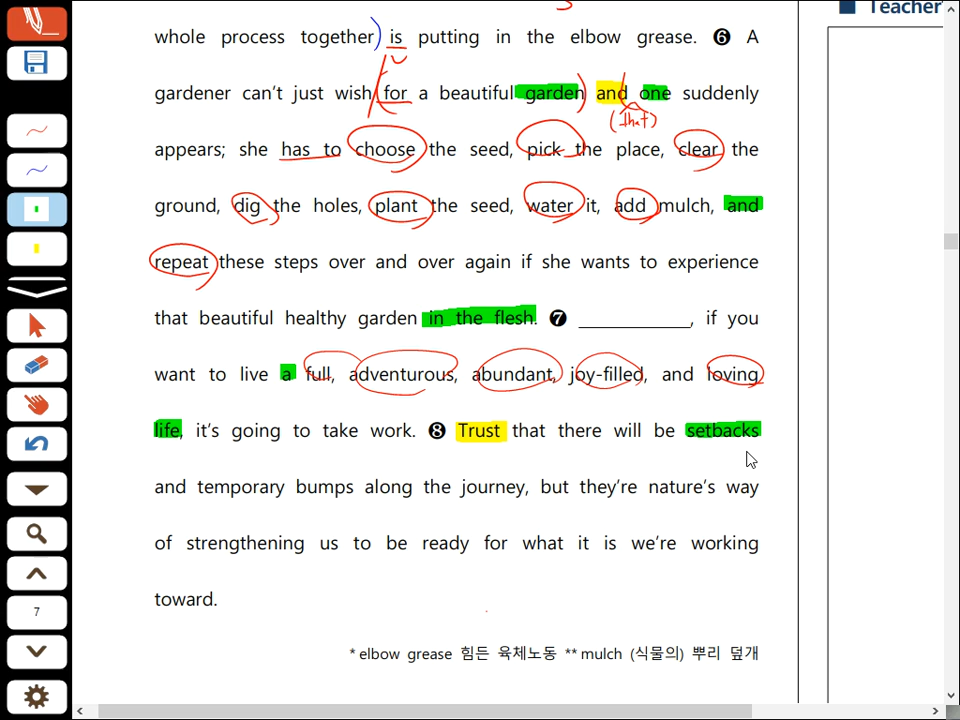 Teacher
whole process together) is putting in the elbow grease. ❻ A
V
gardener can't just wish (for a beautiful garden) and (one suddenly
(that)
appears; she has to choose the seed, pick the place, clear the
ground, dig the holes, plant the seed, water it, add mulch, and
repeat these steps over and over again if she wants to experience
that beautiful healthy garden in the flesh. ❼ ____________, if you
want to live a full, adventurous, abundant, joy-filled, and loving
life, it's going to take work. ❽ Trust that there will be setbacks
and temporary bumps along the journey, but they're nature's way
of strengthening us to be ready for what it is we're working
toward.
* elbow grease 힘든 육체노동 ** mulch (식물의) 뿌리 덮개
7